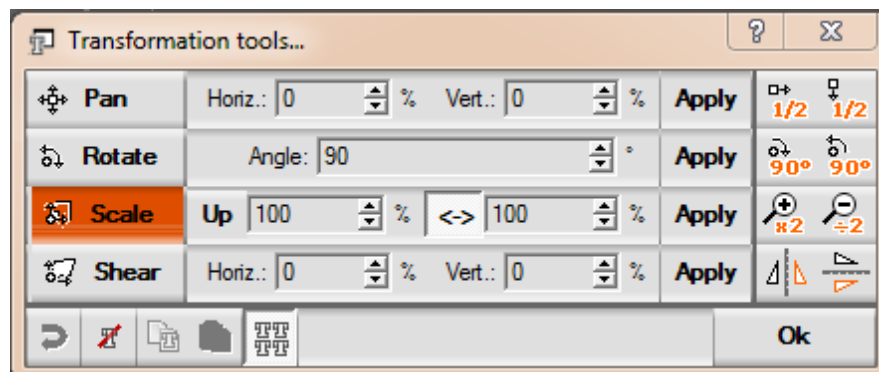 Transformation tools...
Pan Horiz.: 0 % Vert.: 0 % Apply 1/2 1/2
Rotate Angle: 90 ° Apply 90° 90°
Scale Up 100 % <-> 100 % Apply x2 ÷2
Shear Horiz.: 0 % Vert.: 0 % Apply
Ok